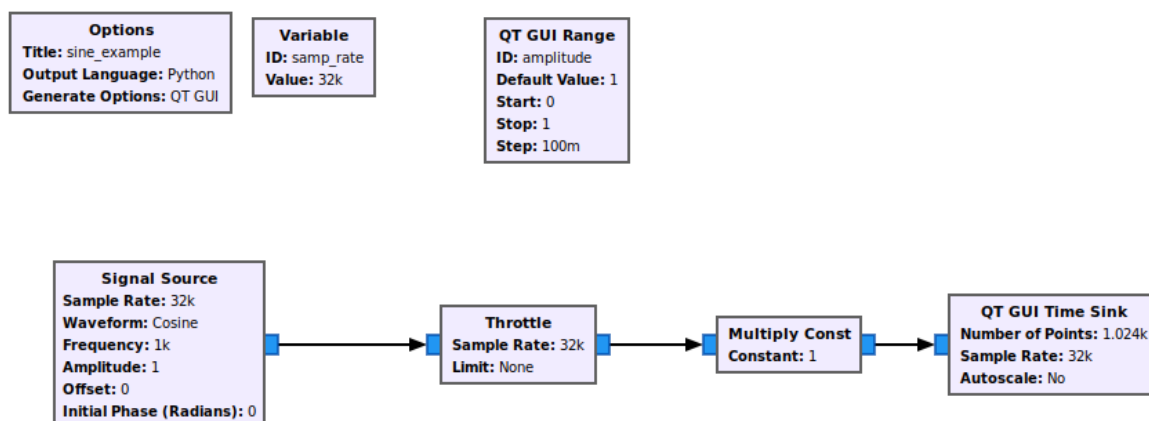 Options
Title: sine_example
Output Language: Python
Generate Options: QT GUI
Variable
ID: samp_rate
Value: 32k
QT GUI Range
ID: amplitude
Default Value: 1
Start: 0
Stop: 1
Step: 100m
Signal Source
Sample Rate: 32k
Waveform: Cosine
Frequency: 1k
Amplitude: 1
Offset: 0
Initial Phase (Radians): 0
Throttle
Sample Rate: 32k
Limit: None
Multiply Const
Constant: 1
QT GUI Time Sink
Number of Points: 1.024k
Sample Rate: 32k
Autoscale: No